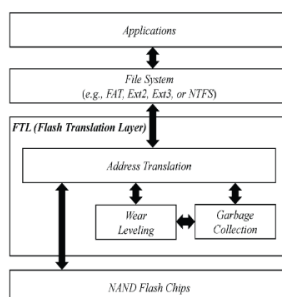 Applications
File System
(e.g., FAT, Ext2, Ext3, or NTFS)
FTL (Flash Translation Layer)
Address Translation
Wear
Leveling
Garbage
Collection
NAND Flash Chips